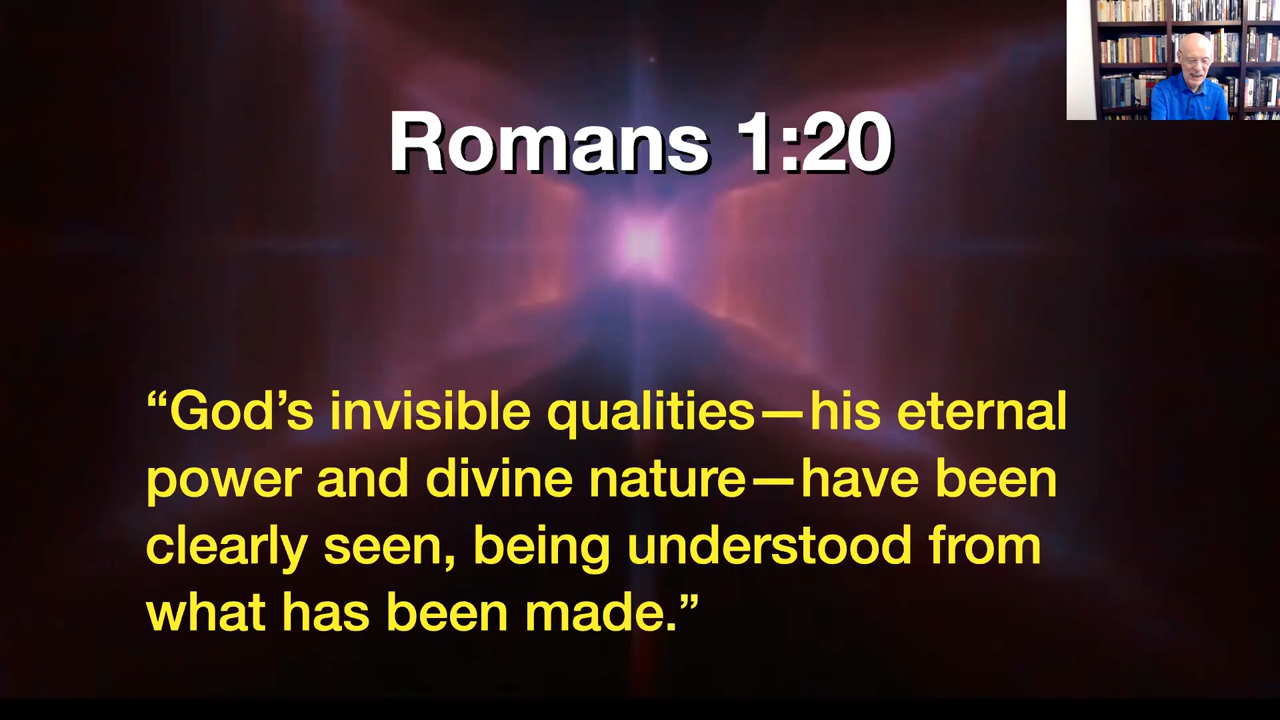 Romans 1:20
“God’s invisible qualities—his eternal
power and divine nature—have been
clearly seen, being understood from
what has been made.”